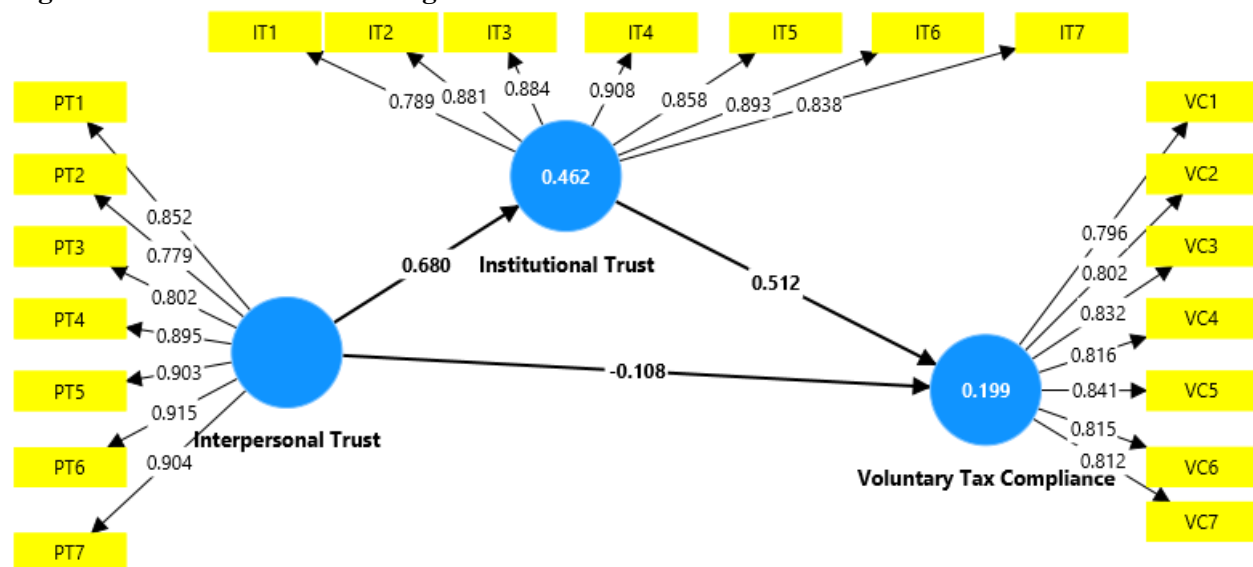 IT1 IT2 IT3 IT4 IT5 IT6 IT7
0.789 0.881 0.884 0.908 0.858 0.893 0.838
PT1
PT2
PT3
PT4
PT5
PT6
PT7
0.852
0.779
0.802
0.895
0.903
0.915
0.904
Interpersonal Trust
0.680
0.462
Institutional Trust
0.512
-0.108
0.199
Voluntary Tax Compliance
0.796
0.802
0.832
0.816
0.841
0.815
0.812
VC1
VC2
VC3
VC4
VC5
VC6
VC7